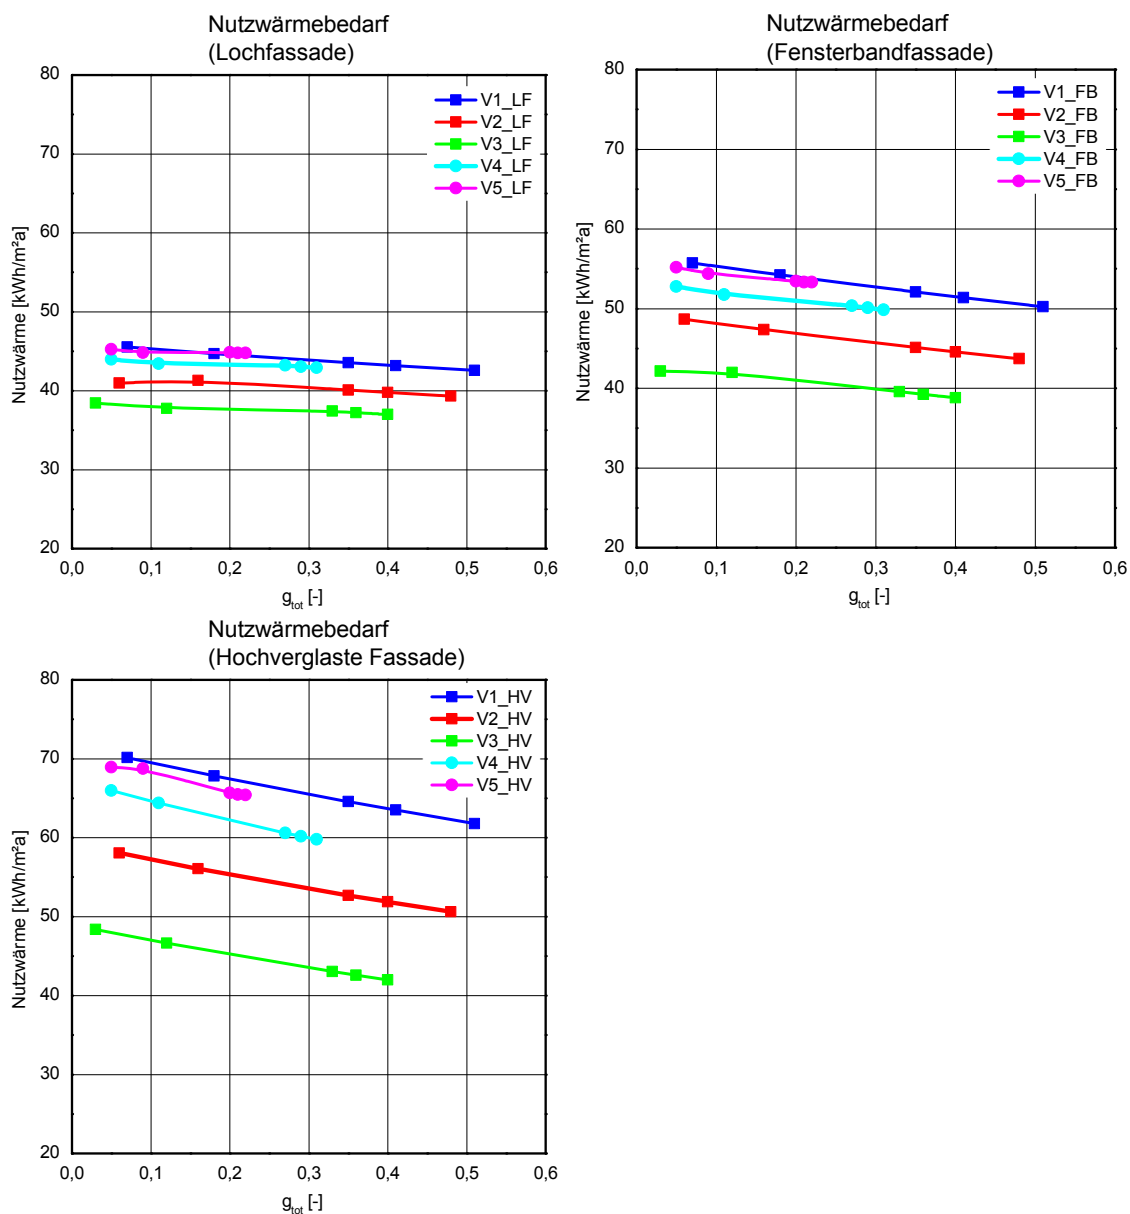 Nutzwärmebedarf
(Lochfassade)
80
70
60
50
40
30
20
0,0 0,1 0,2 0,3 0,4 0,5 0,6
Nutzwärme [kWh/m²a]
gtot [-]
V1_LF
V2_LF
V3_LF
V4_LF
V5_LF
Nutzwärmebedarf
(Fensterbandfassade)
80
70
60
50
40
30
20
0,0 0,1 0,2 0,3 0,4 0,5 0,6
Nutzwärme [kWh/m²a]
gtot [-]
V1_FB
V2_FB
V3_FB
V4_FB
V5_FB
Nutzwärmebedarf
(Hochverglaste Fassade)
80
70
60
50
40
30
20
0,0 0,1 0,2 0,3 0,4 0,5 0,6
Nutzwärme [kWh/m²a]
gtot [-]
V1_HV
V2_HV
V3_HV
V4_HV
V5_HV